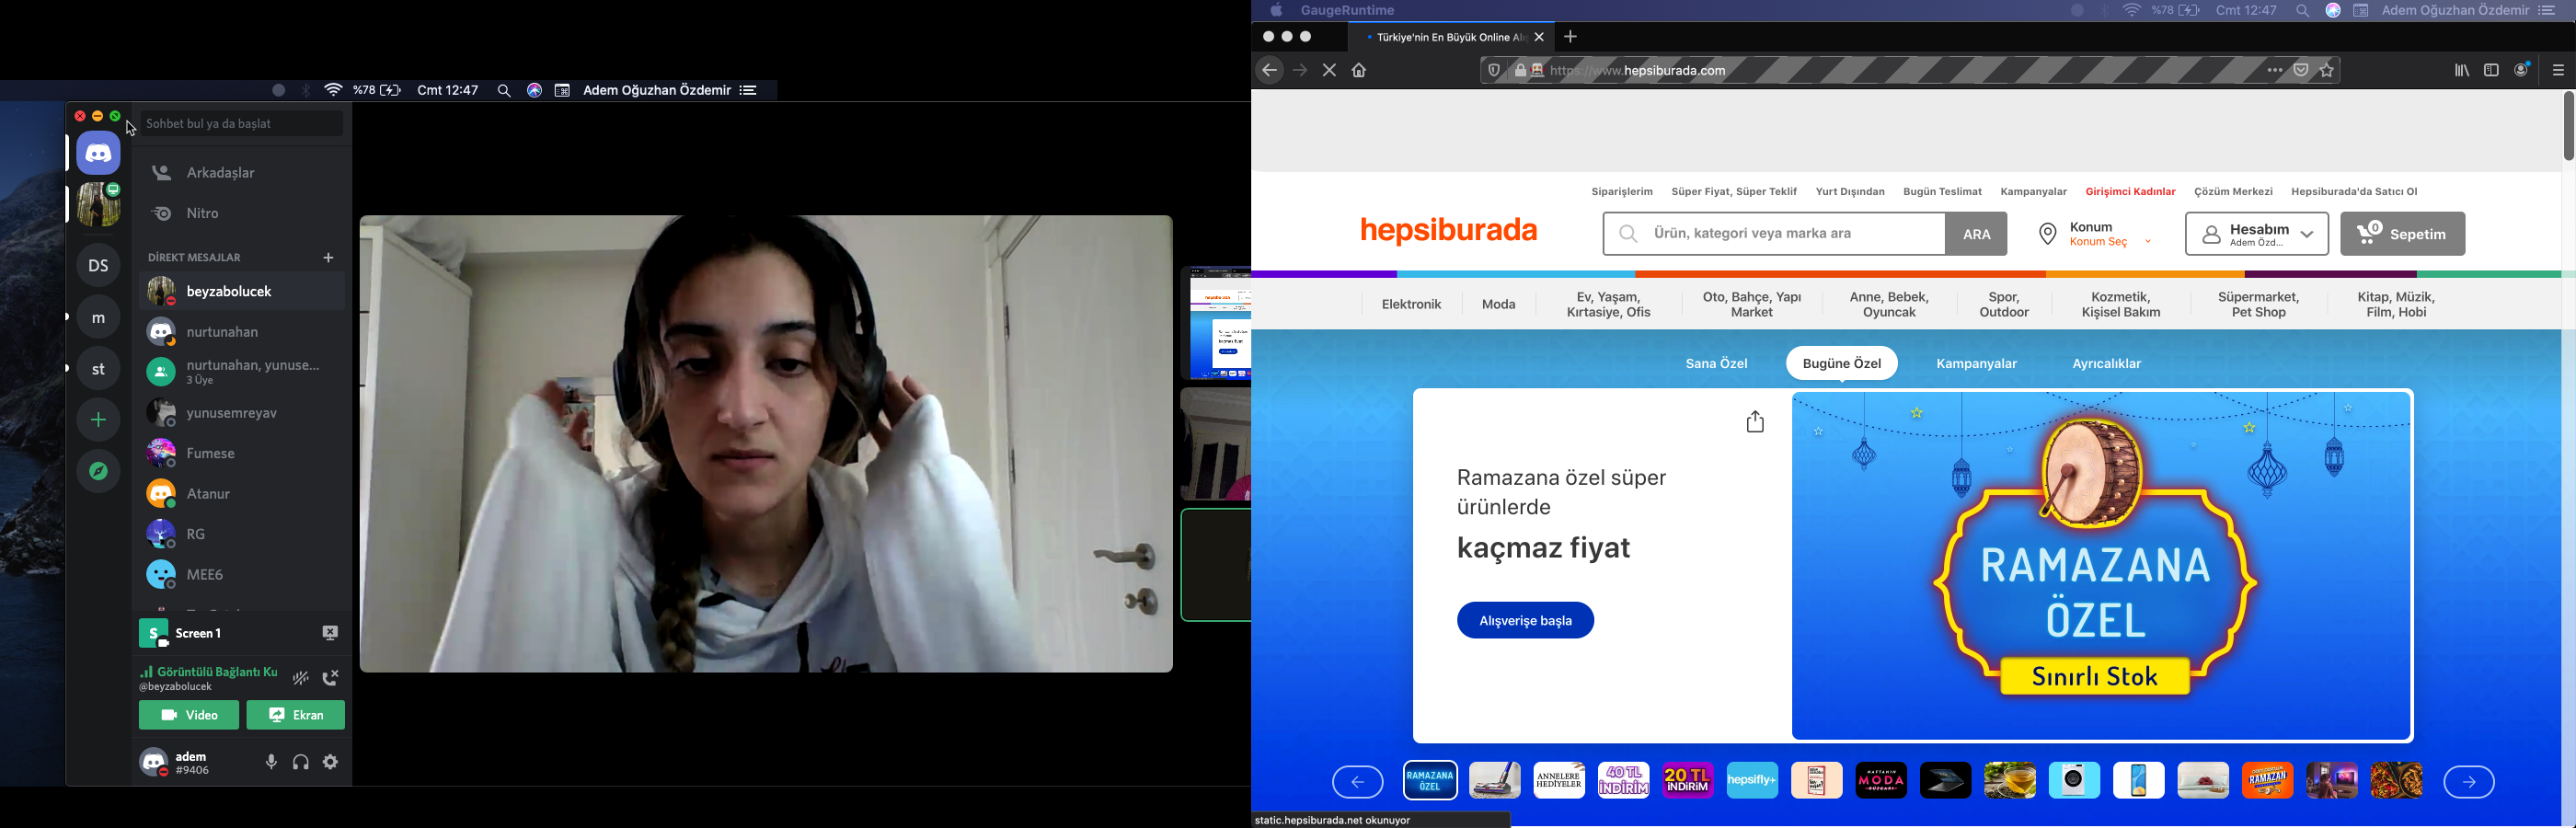 %78
Cmt 12:47
Adem Oğuzhan Özdemir
Sohbet bul ya da başlat
Arkadaşlar
Nitro
DİREKT MESAJLAR
DS
m
st
beyzabolucek
nurtunahan
nurtunahan, yunuse...
3 Üye
yunusemreyav
Fumese
Atanur
RG
MEE6
S
Screen 1
Görüntülü Bağlantı Ku
@beyzabolucek
Video
Ekran
adem
#9406
GaugeRuntime
%78
Cmt 12:47
Adem Oğuzhan Özdemir
Türkiye'nin En Büyük Online Alı
https://www.hepsiburada.com
Siparişlerim
Süper Fiyat, Süper Teklif
Yurt Dışından
Bugün Teslimat
Kampanyalar
Girişimci Kadınlar
Çözüm Merkezi
Hepsiburada'da Satıcı Ol
hepsiburada
Ürün, kategori veya marka ara
ARA
Konum
Konum Seç
Hesabım
Adem Özd...
0
Sepetim
Elektronik
Moda
Ev, Yaşam,
Kırtasiye, Ofis
Oto, Bahçe, Yapı
Market
Anne, Bebek,
Oyuncak
Spor,
Outdoor
Kozmetik,
Kişisel Bakım
Süpermarket,
Pet Shop
Kitap, Müzik,
Film, Hobi
Sana Özel
Bugüne Özel
Kampanyalar
Ayrıcalıklar
Ramazana özel süper
ürünlerde
kaçmaz fiyat
Alışverişe başla
RAMAZANA
ÖZEL
Sınırlı Stok
RAMAZANA
ÖZEL
ANNELERE
HEDİYELER
40 TL
İNDİRİM
20 TL
İNDİRİM
hepsifly+
MODA
RAMAZAN
static.hepsiburada.net okunuyor